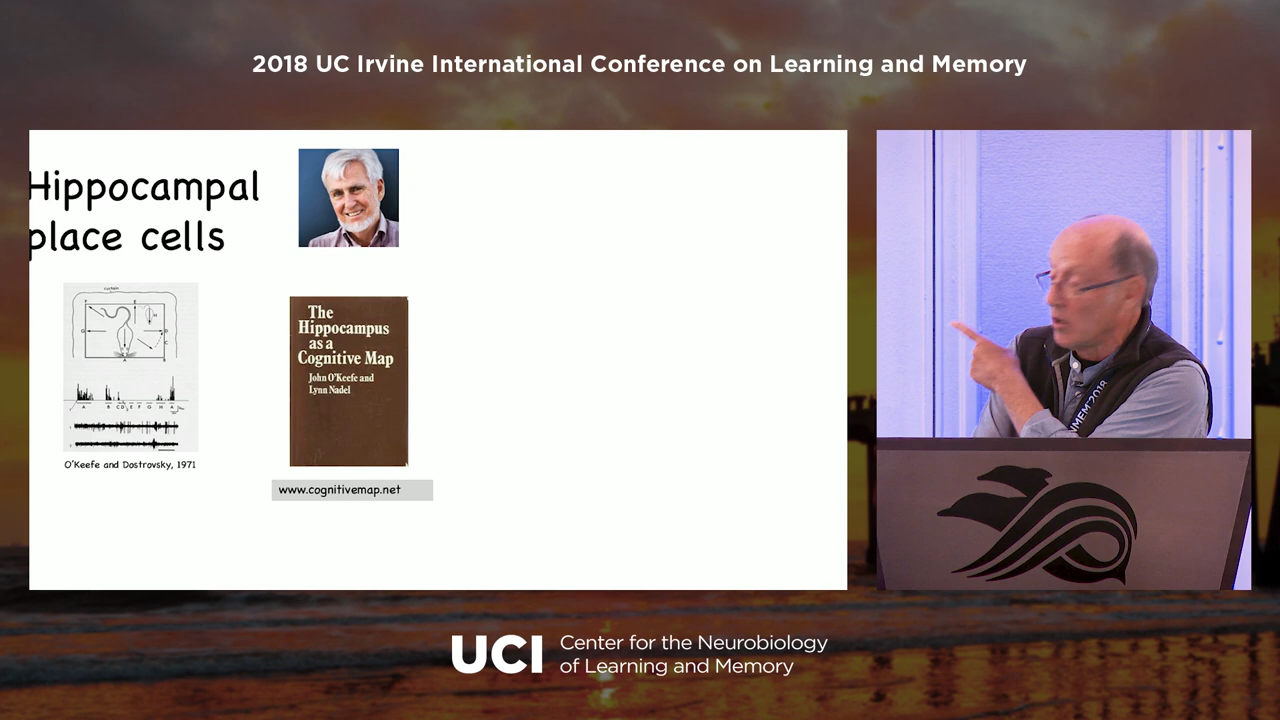 2018 UC Irvine International Conference on Learning and Memory
Hippocampal
place cells
The
Hippocampus
as a
Cognitive Map
John O'Keefe and
Lynn Nadel
O'Keefe and Dostrovsky, 1971
www.cognitivemap.net
UCI
Center for the Neurobiology
of Learning and Memory